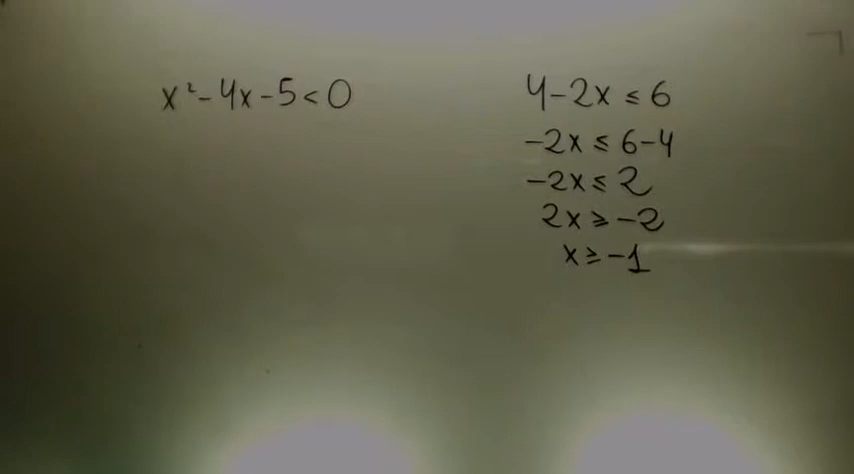 x² - 4x - 5 < 0
4 - 2x ≤ 6
-2x ≤ 6 - 4
-2x ≤ 2
2x ≥ -2
x ≥ -1